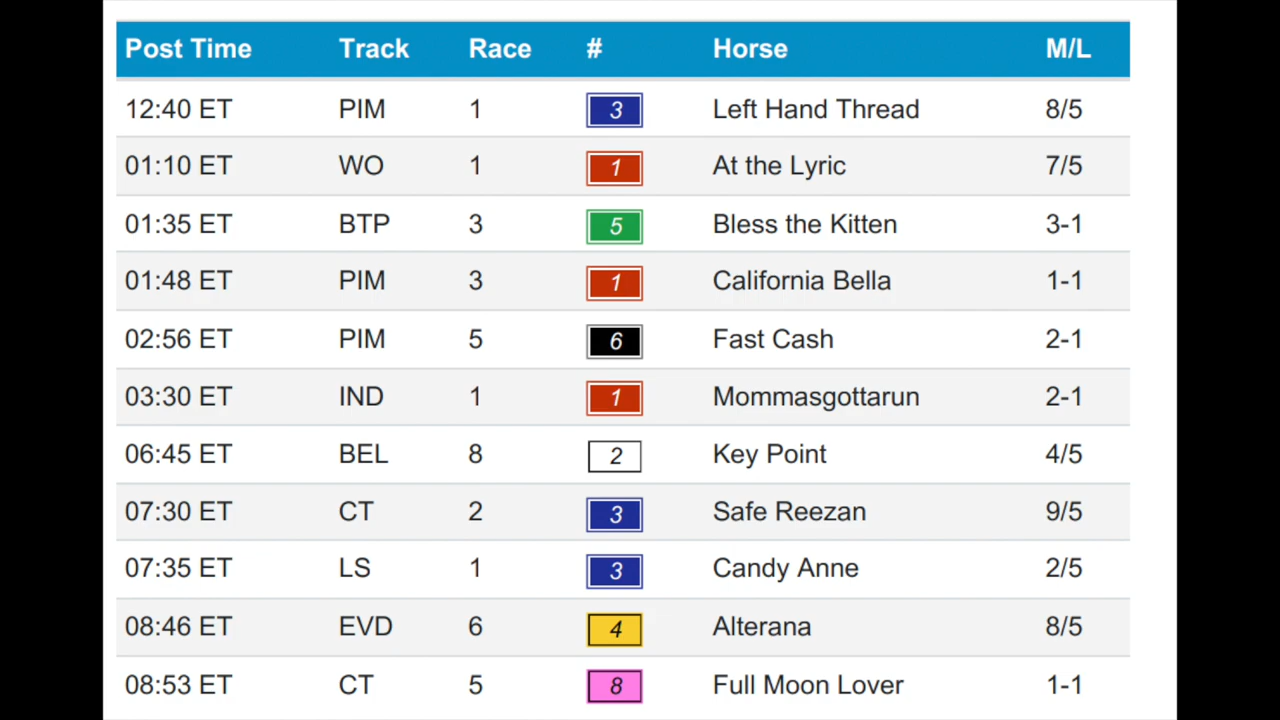 Post Time Track Race # Horse M/L
12:40 ET PIM 1 3 Left Hand Thread 8/5
01:10 ET WO 1 1 At the Lyric 7/5
01:35 ET BTP 3 5 Bless the Kitten 3-1
01:48 ET PIM 3 1 California Bella 1-1
02:56 ET PIM 5 6 Fast Cash 2-1
03:30 ET IND 1 1 Mommasgottarun 2-1
06:45 ET BEL 8 2 Key Point 4/5
07:30 ET CT 2 3 Safe Reezan 9/5
07:35 ET LS 1 3 Candy Anne 2/5
08:46 ET EVD 6 4 Alterana 8/5
08:53 ET CT 5 8 Full Moon Lover 1-1